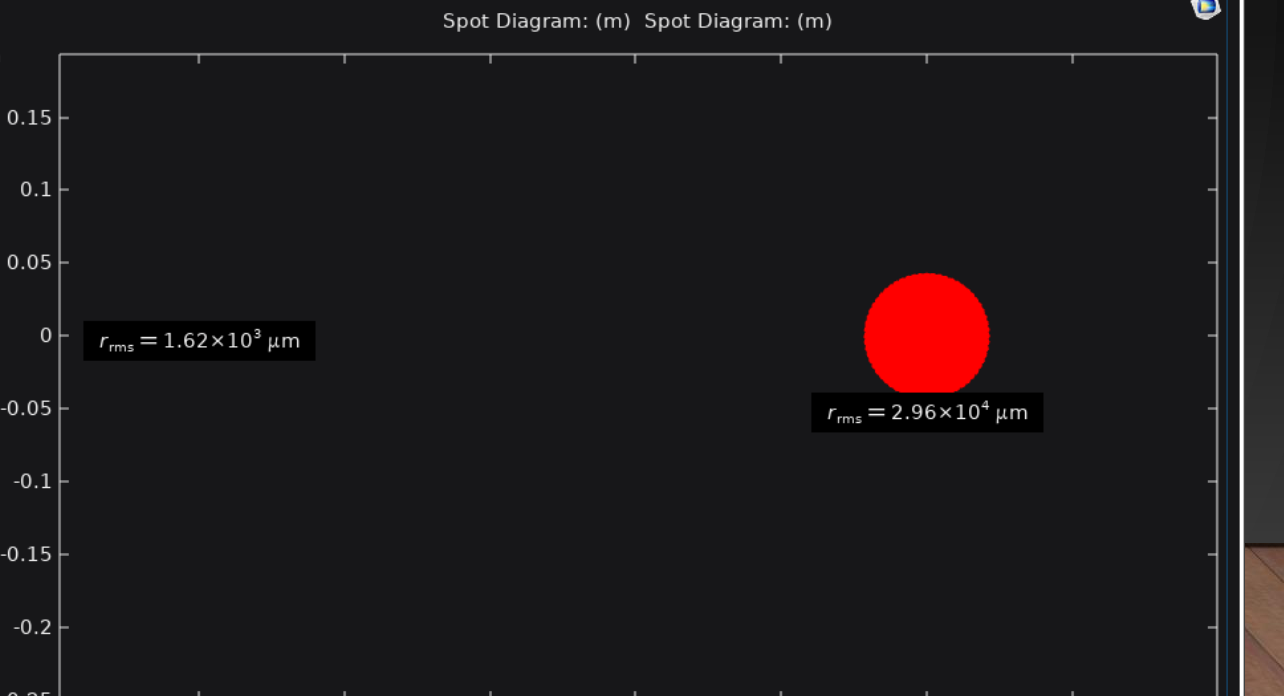 Spot Diagram: (m)  Spot Diagram: (m)
0.15
0.1
0.05
0
r_rms = 1.62×10³ μm
-0.05
r_rms = 2.96×10⁴ μm
-0.1
-0.15
-0.2